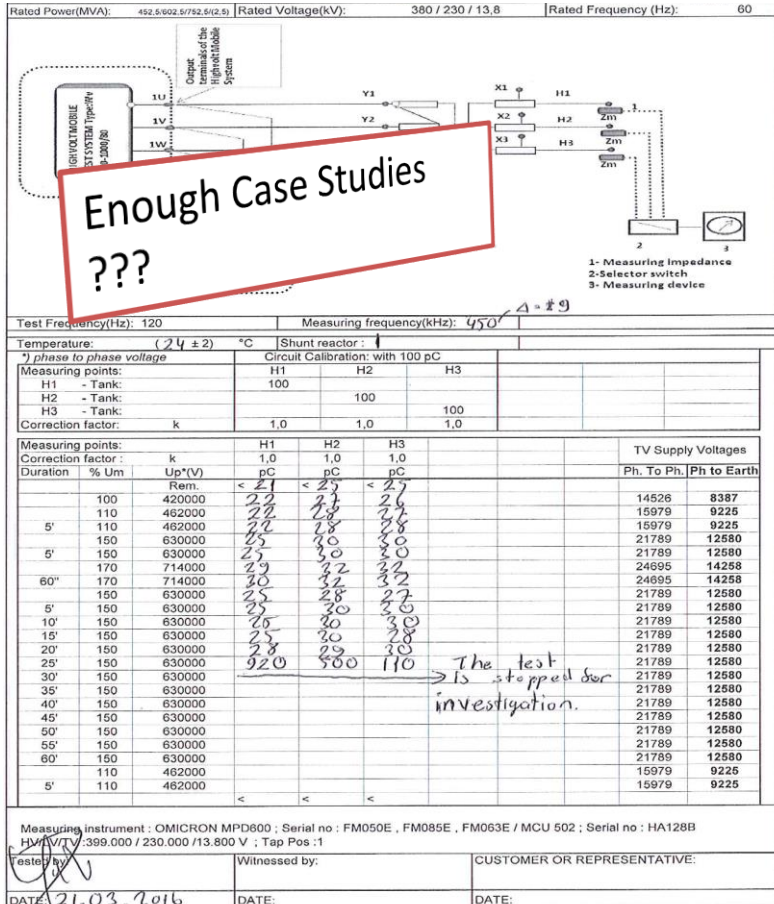 Rated Power(MVA): 452,5/602,5/752,5/(2,5) Rated Voltage(kV): 380 / 230 / 13,8 Rated Frequency (Hz): 60
Output
terminals of the
Highvolt Mobile
System
1U Y1 X1 H1 1
1V Y2 X2 H2 Zm
1W X3 H3 Zm
Zm
HIGHVOLT MOBILE
TEST SYSTEM Type:Wv
0-1000/80
Enough Case Studies
???
2 3
1- Measuring impedance
2-Selector switch
3- Measuring device
Test Frequency(Hz): 120 Measuring frequency(kHz): 450
Temperature: (24 ± 2) °C Shunt reactor :
*) phase to phase voltage Circuit Calibration: with 100 pC
Measuring points: H1 H2 H3
H1 - Tank: 100
H2 - Tank: 100
H3 - Tank: 100
Correction factor: k 1,0 1,0 1,0
Measuring points: H1 H2 H3 TV Supply Voltages
Correction factor : k 1,0 1,0 1,0
Duration % Um Up*(V) pC pC pC Ph. To Ph. Ph to Earth
Rem. < 21 < 25 < 25
100 420000 22 27 26 14526 8387
110 462000 22 28 27 15979 9225
5' 110 462000 22 28 28 15979 9225
150 630000 25 30 30 21789 12580
5' 150 630000 25 30 30 21789 12580
170 714000 29 32 32 24695 14258
60" 170 714000 30 32 32 24695 14258
150 630000 25 28 27 21789 12580
5' 150 630000 25 30 30 21789 12580
10' 150 630000 26 30 30 21789 12580
15' 150 630000 25 30 28 21789 12580
20' 150 630000 28 29 30 21789 12580
25' 150 630000 920 500 110 The test 21789 12580
30' 150 630000 is stopped for 21789 12580
35' 150 630000 21789 12580
40' 150 630000 investigation. 21789 12580
45' 150 630000 21789 12580
50' 150 630000 21789 12580
55' 150 630000 21789 12580
60' 150 630000 21789 12580
110 462000 15979 9225
5' 110 462000 15979 9225
< < <
Measuring instrument : OMICRON MPD600 ; Serial no : FM050E , FM085E , FM063E / MCU 502 ; Serial no : HA128B
HV/LV/TV :399.000 / 230.000 /13.800 V ; Tap Pos :1
Tested by: Witnessed by: CUSTOMER OR REPRESENTATIVE:
DATE: 21.03.2016 DATE: DATE: